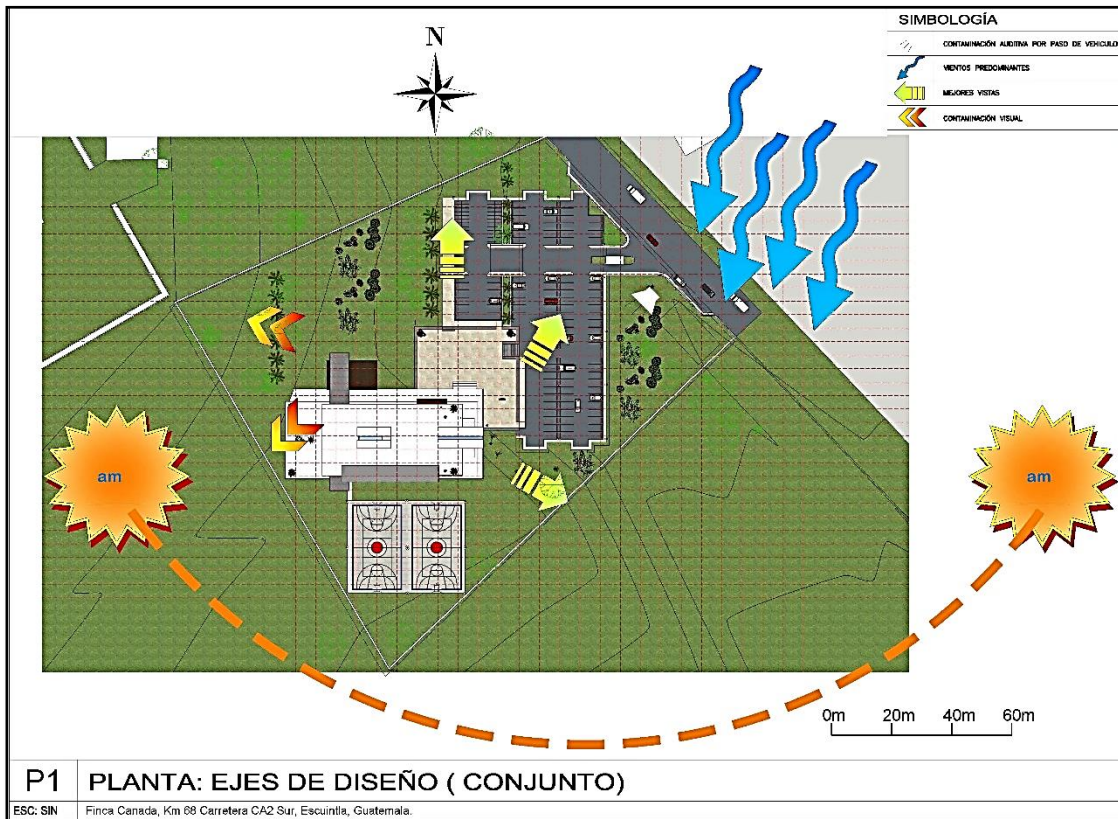 N
SIMBOLOGÍA
CONTAMINACIÓN AUDITIVA POR PASO DE VEHICULO
VIENTOS PREDOMINANTES
MEJORES VISTAS
CONTAMINACIÓN VISUAL
am
am
0m 20m 40m 60m
P1 PLANTA: EJES DE DISEÑO ( CONJUNTO)
ESC: SIN Finca Canada, Km 68 Carretera CA2 Sur, Escuintla, Guatemala.